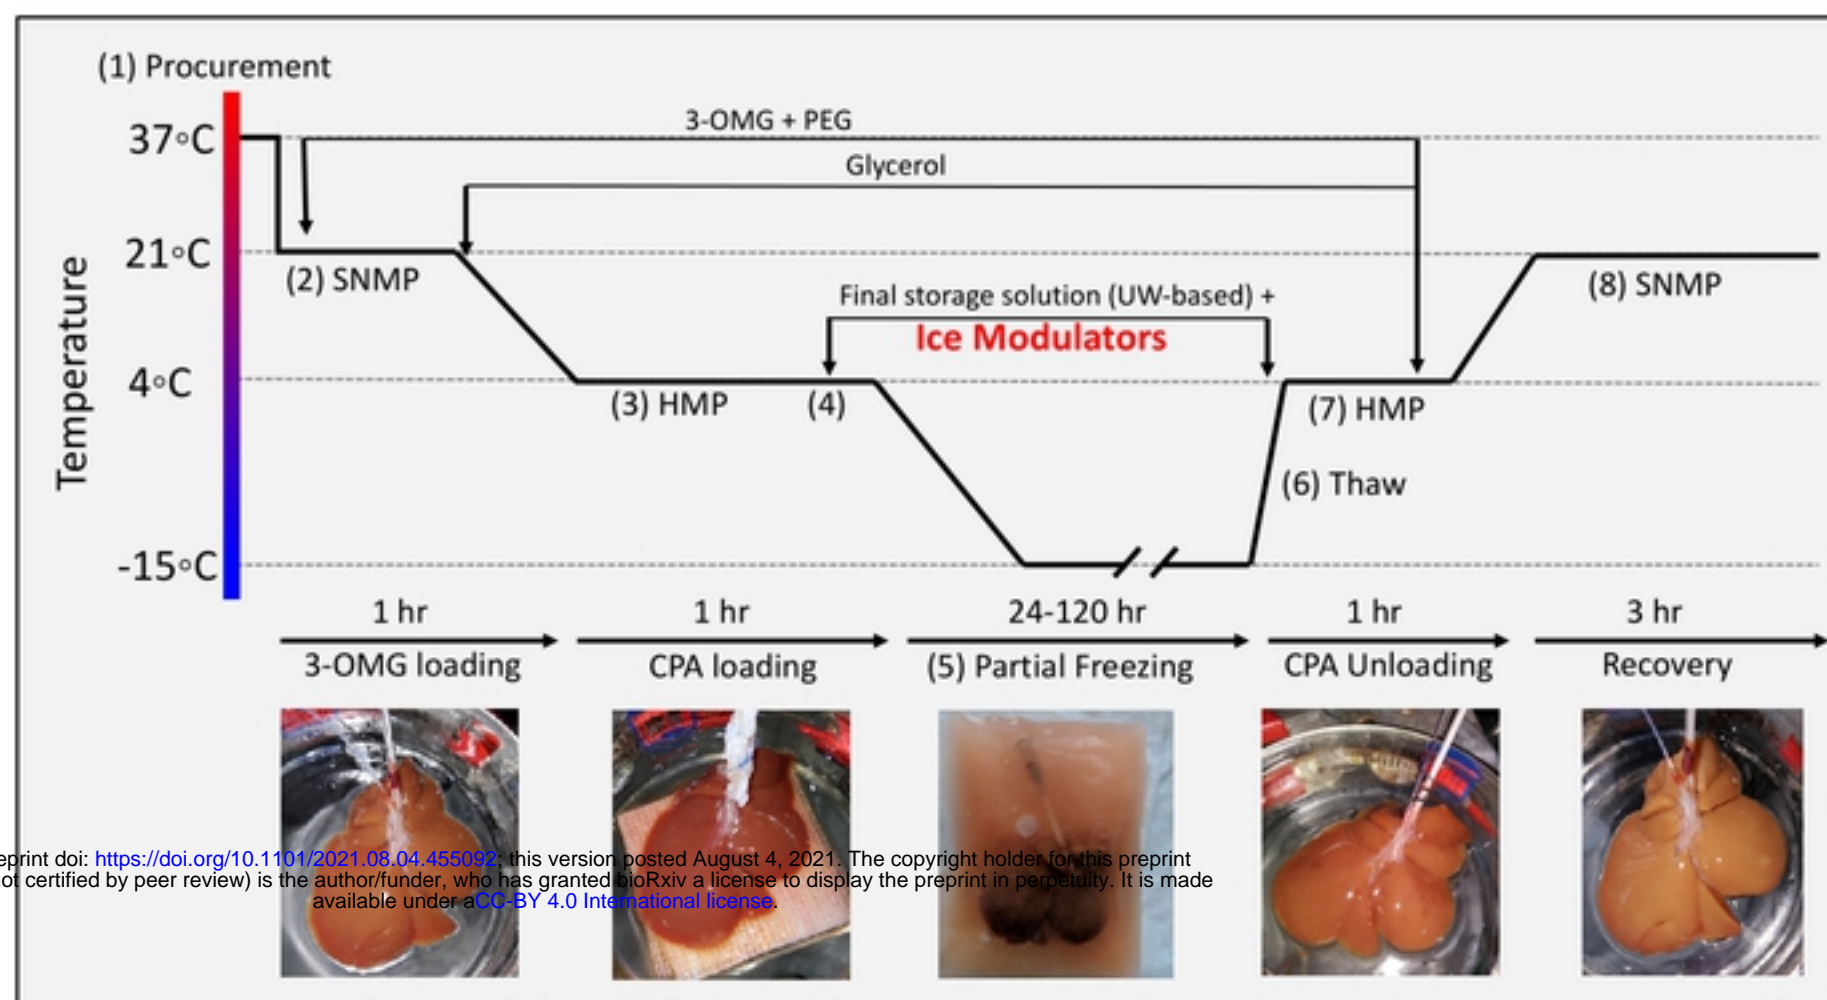 (1) Procurement
3-OMG + PEG
37°C
Glycerol
21°C
(2) SNMP
(8) SNMP
Final storage solution (UW-based) +
Ice Modulators
4°C
(3) HMP
(4)
(7) HMP
Temperature
(6) Thaw
-15°C
1 hr
1 hr
24-120 hr
1 hr
3 hr
3-OMG loading
CPA loading
(5) Partial Freezing
CPA Unloading
Recovery
eprint doi: https://doi.org/10.1101/2021.08.04.455092; this version posted August 4, 2021. The copyright holder for this preprint
ot certified by peer review) is the author/funder, who has granted bioRxiv a license to display the preprint in perpetuity. It is made
available under aCC-BY 4.0 International license.